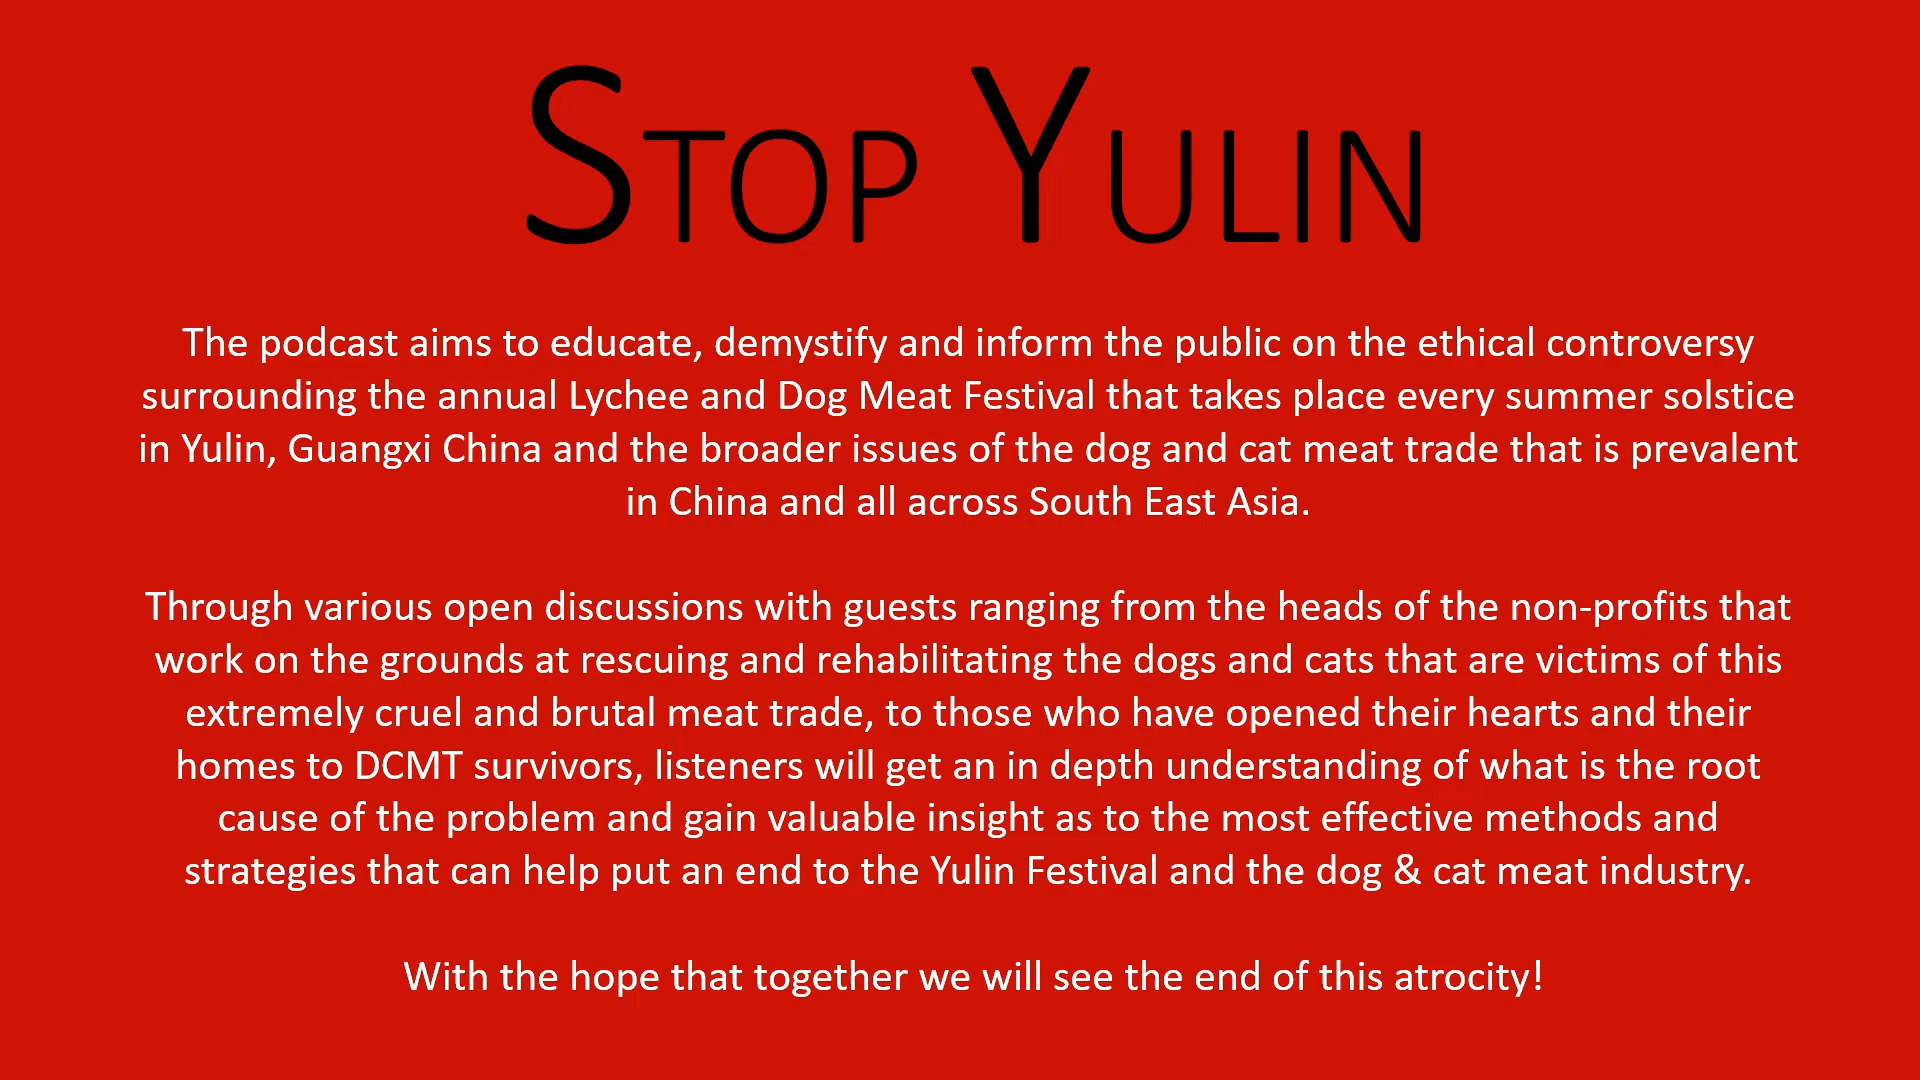 STOP YULIN
The podcast aims to educate, demystify and inform the public on the ethical controversy
surrounding the annual Lychee and Dog Meat Festival that takes place every summer solstice
in Yulin, Guangxi China and the broader issues of the dog and cat meat trade that is prevalent
in China and all across South East Asia.
Through various open discussions with guests ranging from the heads of the non-profits that
work on the grounds at rescuing and rehabilitating the dogs and cats that are victims of this
extremely cruel and brutal meat trade, to those who have opened their hearts and their
homes to DCMT survivors, listeners will get an in depth understanding of what is the root
cause of the problem and gain valuable insight as to the most effective methods and
strategies that can help put an end to the Yulin Festival and the dog & cat meat industry.
With the hope that together we will see the end of this atrocity!